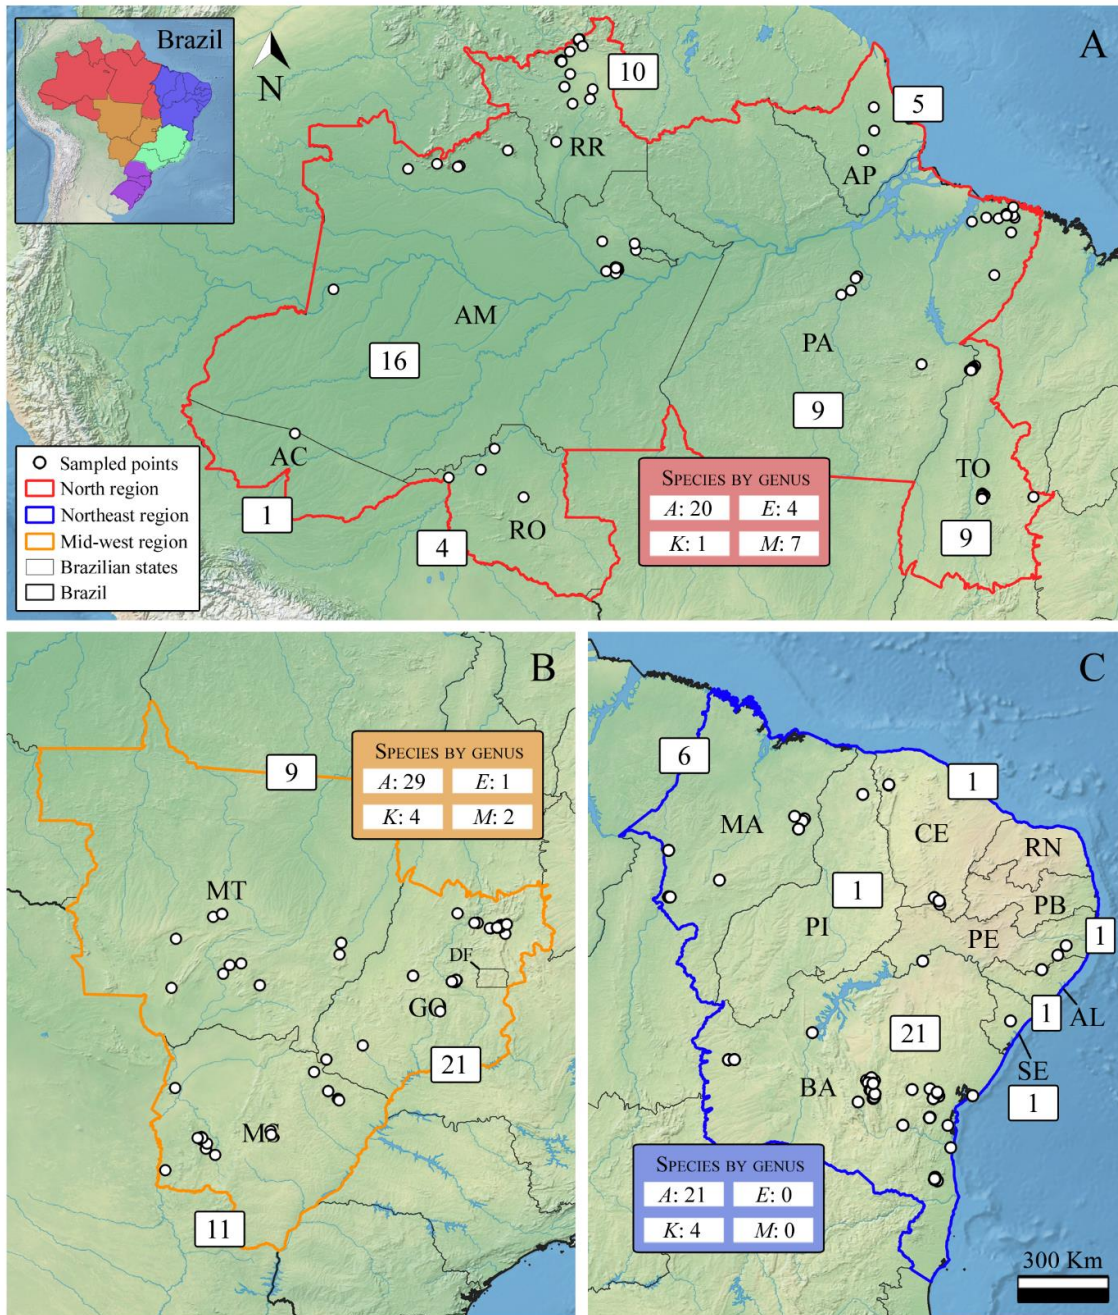 Brazil
N
A
10
5
RR
AP
AM
16
PA
9
AC
1
RO
4
TO
9
Sampled points
North region
Northeast region
Mid-west region
Brazilian states
Brazil
SPECIES BY GENUS
A: 20 E: 4
K: 1 M: 7
B
9
SPECIES BY GENUS
A: 29 E: 1
K: 4 M: 2
MT
DF
GO
21
MS
11
C
6
1
MA
CE
RN
1
PB
PI
PE
1
1
AL
21
SE
BA
1
SPECIES BY GENUS
A: 21 E: 0
K: 4 M: 0
300 Km